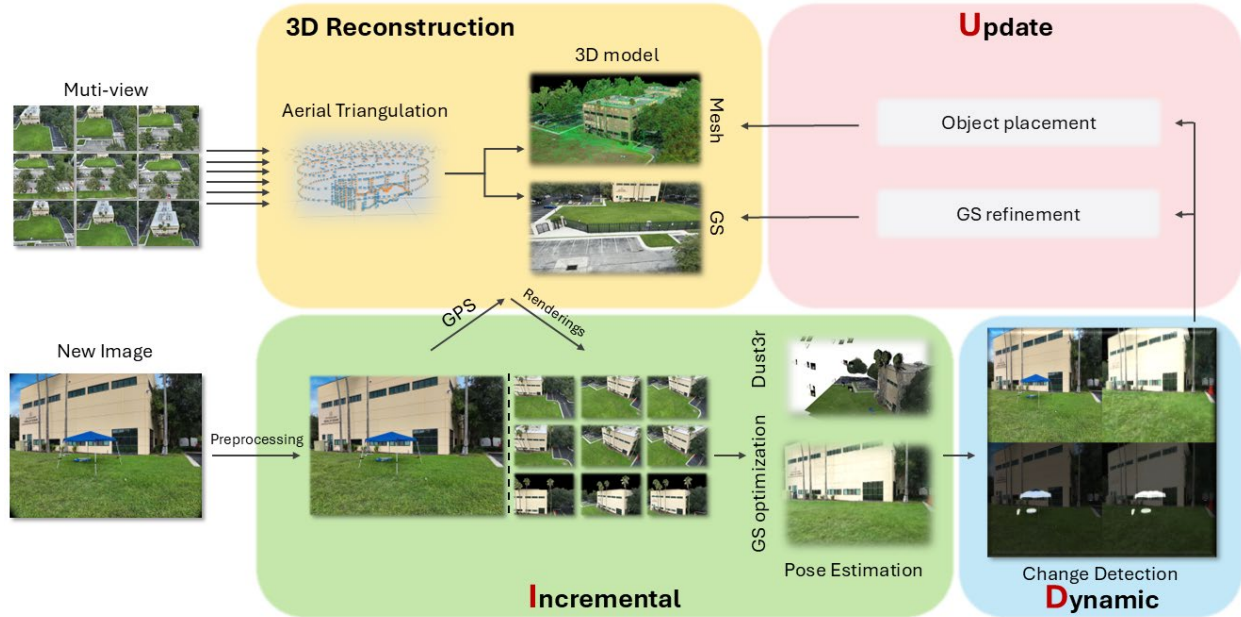 3D Reconstruction
Update
3D model
Muti-view
Aerial Triangulation
Mesh
Object placement
GS
GS refinement
GPS
Renderings
New Image
Dust3r
Preprocessing
GS optimization
Pose Estimation
Change Detection
Incremental
Dynamic